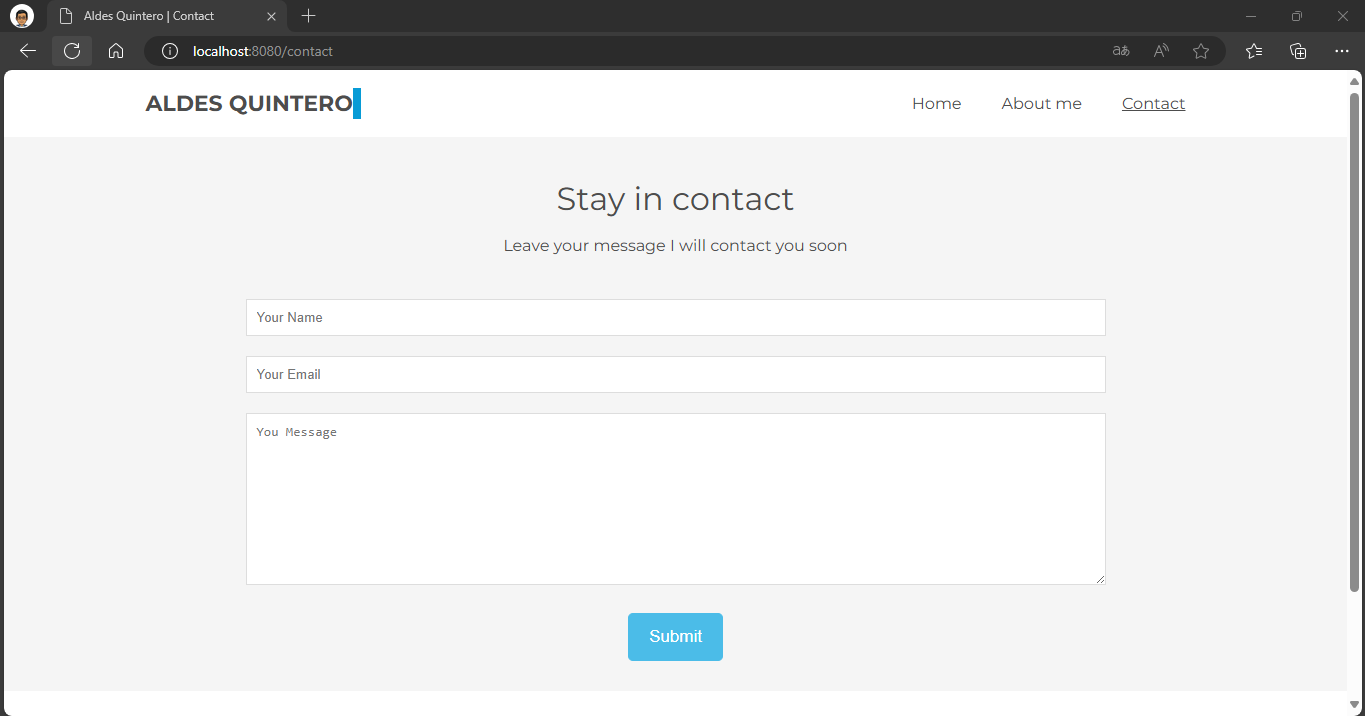 Aldes Quintero | Contact
localhost:8080/contact
ALDES QUINTERO
Home
About me
Contact
Stay in contact
Leave your message I will contact you soon
Your Name
Your Email
You Message
Submit